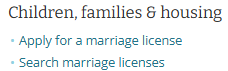 Children, families & housing
• Apply for a marriage license
• Search marriage licenses